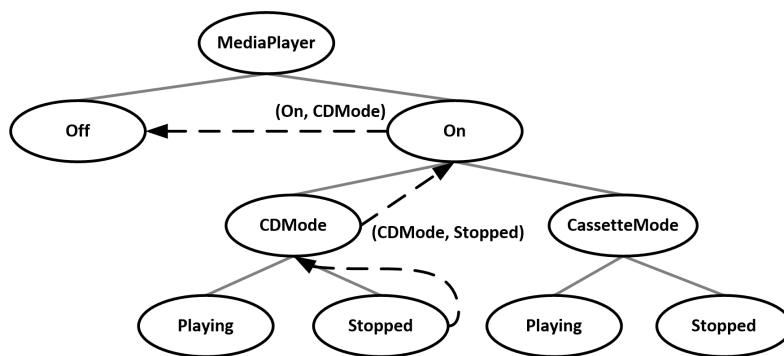 MediaPlayer
(On, CDMode)
Off
On
CDMode
(CDMode, Stopped)
CassetteMode
Playing
Stopped
Playing
Stopped